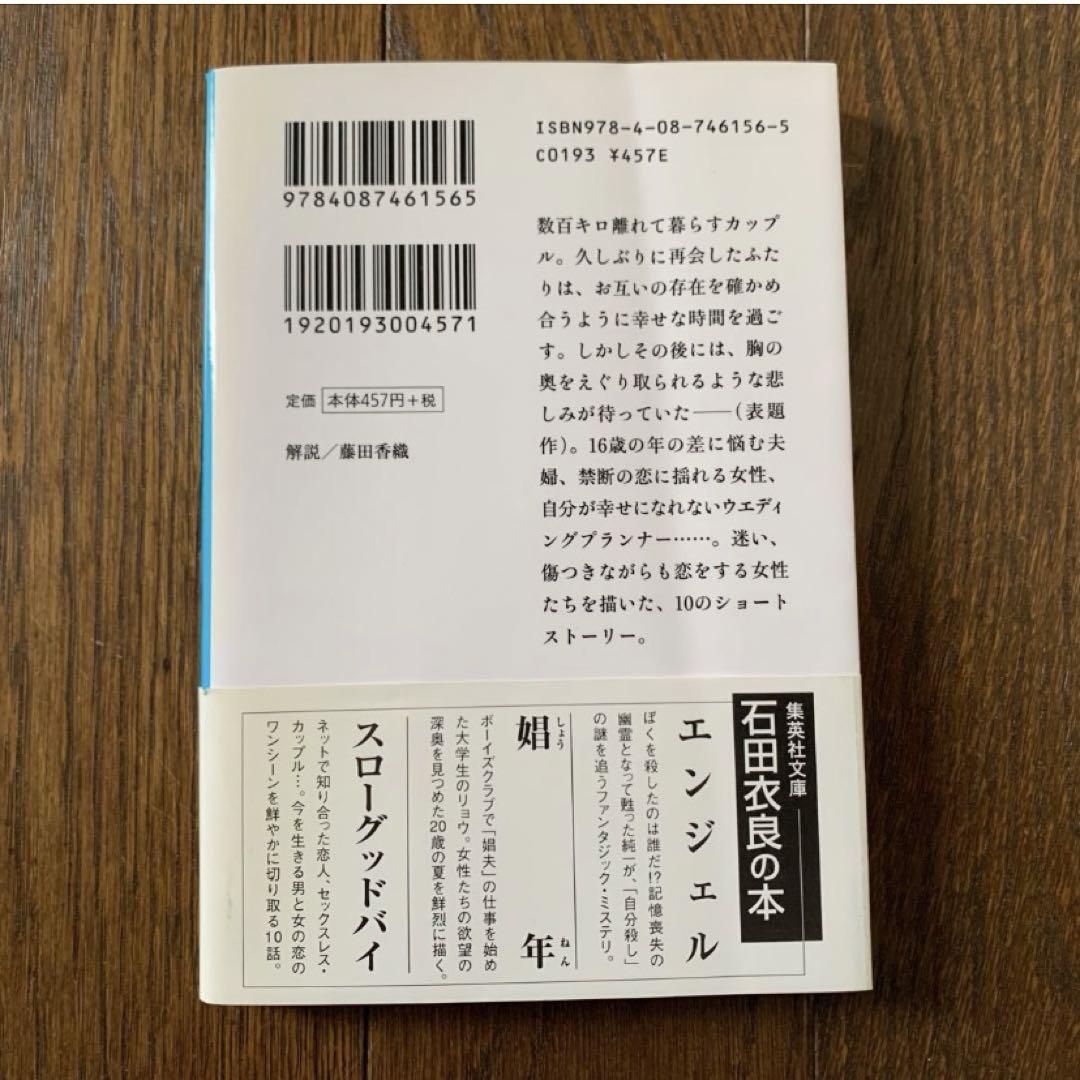 9784087461565
1920193004571
定価 本体457円+税
解説/藤田香織
ISBN978-4-08-746156-5
C0193 ¥457E
数百キロ離れて暮らすカップ
ル。久しぶりに再会したふた
りは、お互いの存在を確かめ
合うように幸せな時間を過ご
す。しかしその後には、胸の
奥をえぐり取られるような悲
しみが待っていた――(表題
作)。16歳の年の差に悩む夫
婦、禁断の恋に揺れる女性、
自分が幸せになれないウエディ
ングプランナー……。迷い、
傷つきながらも恋をする女性
たちを描いた、10のショート
ストーリー。
集英社文庫
石田衣良の本
エンジェル
ぼくを殺したのは誰だ!?記憶喪失の
幽霊となって甦った純一が、「自分殺し」
の謎を追うファンタジック・ミステリ。
娼年
しょうねん
ボーイズクラブで「娼夫」の仕事を始め
た大学生のリョウ。女性たちの欲望の
深奥を見つめた20歳の夏を鮮烈に描く。
スローグッドバイ
ネットで知り合った恋人、セックスレス・
カップル…。今を生きる男と女の恋の
ワンシーンを鮮やかに切り取る10話。